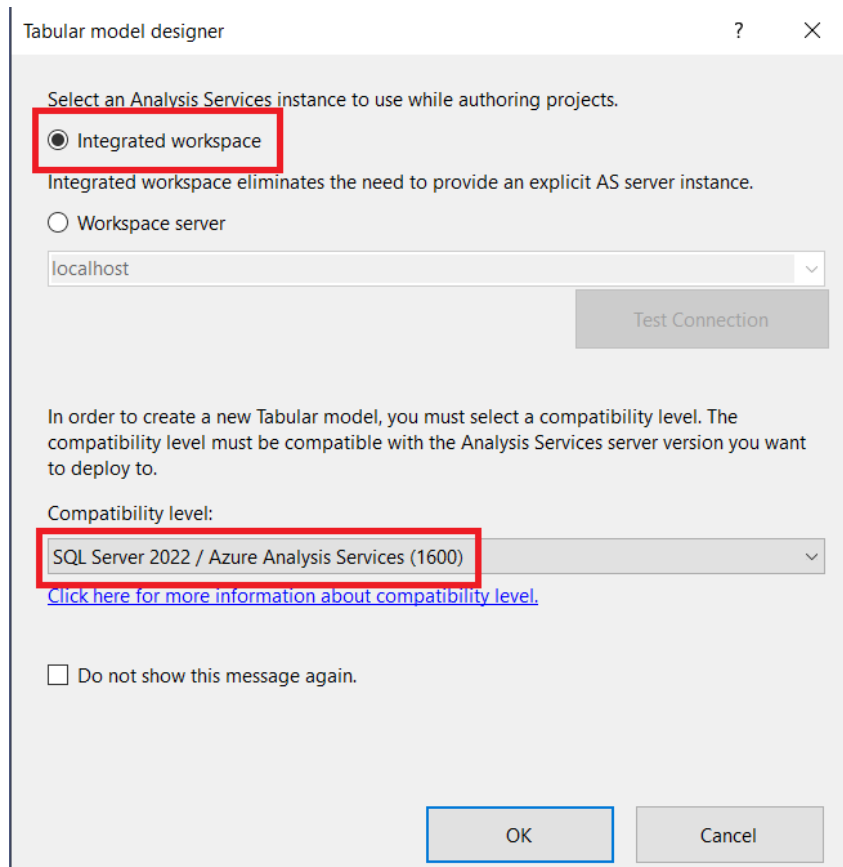 Tabular model designer ?
Select an Analysis Services instance to use while authoring projects.
Integrated workspace
Integrated workspace eliminates the need to provide an explicit AS server instance.
Workspace server
localhost
Test Connection
In order to create a new Tabular model, you must select a compatibility level. The
compatibility level must be compatible with the Analysis Services server version you want
to deploy to.
Compatibility level:
SQL Server 2022 / Azure Analysis Services (1600)
Click here for more information about compatibility level.
Do not show this message again.
OK Cancel